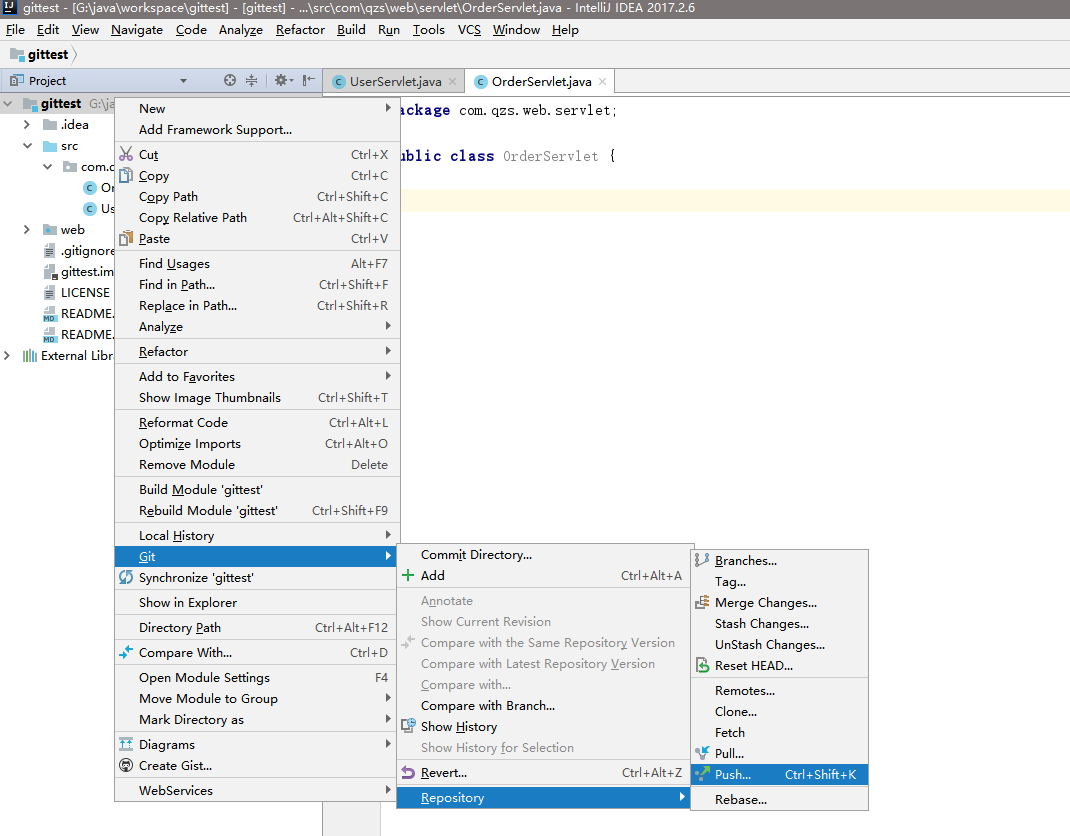 gittest - [G:\java\workspace\gittest] - [gittest] - ...\src\com\qzs\web\servlet\OrderServlet.java - IntelliJ IDEA 2017.2.6
File Edit View Navigate Code Analyze Refactor Build Run Tools VCS Window Help
gittest
Project
UserServlet.java
OrderServlet.java
gittest G:\ja
.idea
src
com.
Or
Us
web
.gitignore
gittest.im
LICENSE
README.
README.
External Libr
ackage com.qzs.web.servlet;
ublic class OrderServlet {
New
Add Framework Support...
Cut Ctrl+X
Copy Ctrl+C
Copy Path Ctrl+Shift+C
Copy Relative Path Ctrl+Alt+Shift+C
Paste Ctrl+V
Find Usages Alt+F7
Find in Path... Ctrl+Shift+F
Replace in Path... Ctrl+Shift+R
Analyze
Refactor
Add to Favorites
Show Image Thumbnails Ctrl+Shift+T
Reformat Code Ctrl+Alt+L
Optimize Imports Ctrl+Alt+O
Remove Module Delete
Build Module 'gittest'
Rebuild Module 'gittest' Ctrl+Shift+F9
Local History
Git
Synchronize 'gittest'
Show in Explorer
Directory Path Ctrl+Alt+F12
Compare With... Ctrl+D
Open Module Settings F4
Move Module to Group
Mark Directory as
Diagrams
Create Gist...
WebServices
Commit Directory...
Add Ctrl+Alt+A
Annotate
Show Current Revision
Compare with the Same Repository Version
Compare with Latest Repository Version
Compare with...
Compare with Branch...
Show History
Show History for Selection
Revert... Ctrl+Alt+Z
Repository
Branches...
Tag...
Merge Changes...
Stash Changes...
UnStash Changes...
Reset HEAD...
Remotes...
Clone...
Fetch
Pull...
Push... Ctrl+Shift+K
Rebase...